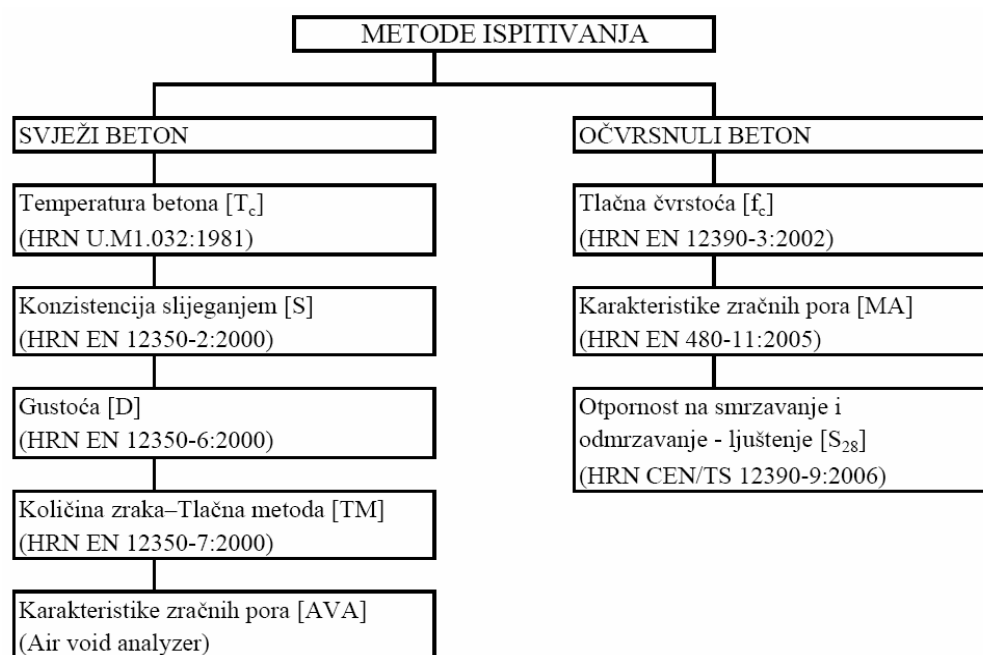 METODE ISPITIVANJA
SVJEŽI BETON
Temperatura betona [Tc]
(HRN U.M1.032:1981)
Konzistencija slijeganjem [S]
(HRN EN 12350-2:2000)
Gustoća [D]
(HRN EN 12350-6:2000)
Količina zraka–Tlačna metoda [TM]
(HRN EN 12350-7:2000)
Karakteristike zračnih pora [AVA]
(Air void analyzer)
OČVRSNULI BETON
Tlačna čvrstoća [fc]
(HRN EN 12390-3:2002)
Karakteristike zračnih pora [MA]
(HRN EN 480-11:2005)
Otpornost na smrzavanje i
odmrzavanje - ljuštenje [S28]
(HRN CEN/TS 12390-9:2006)